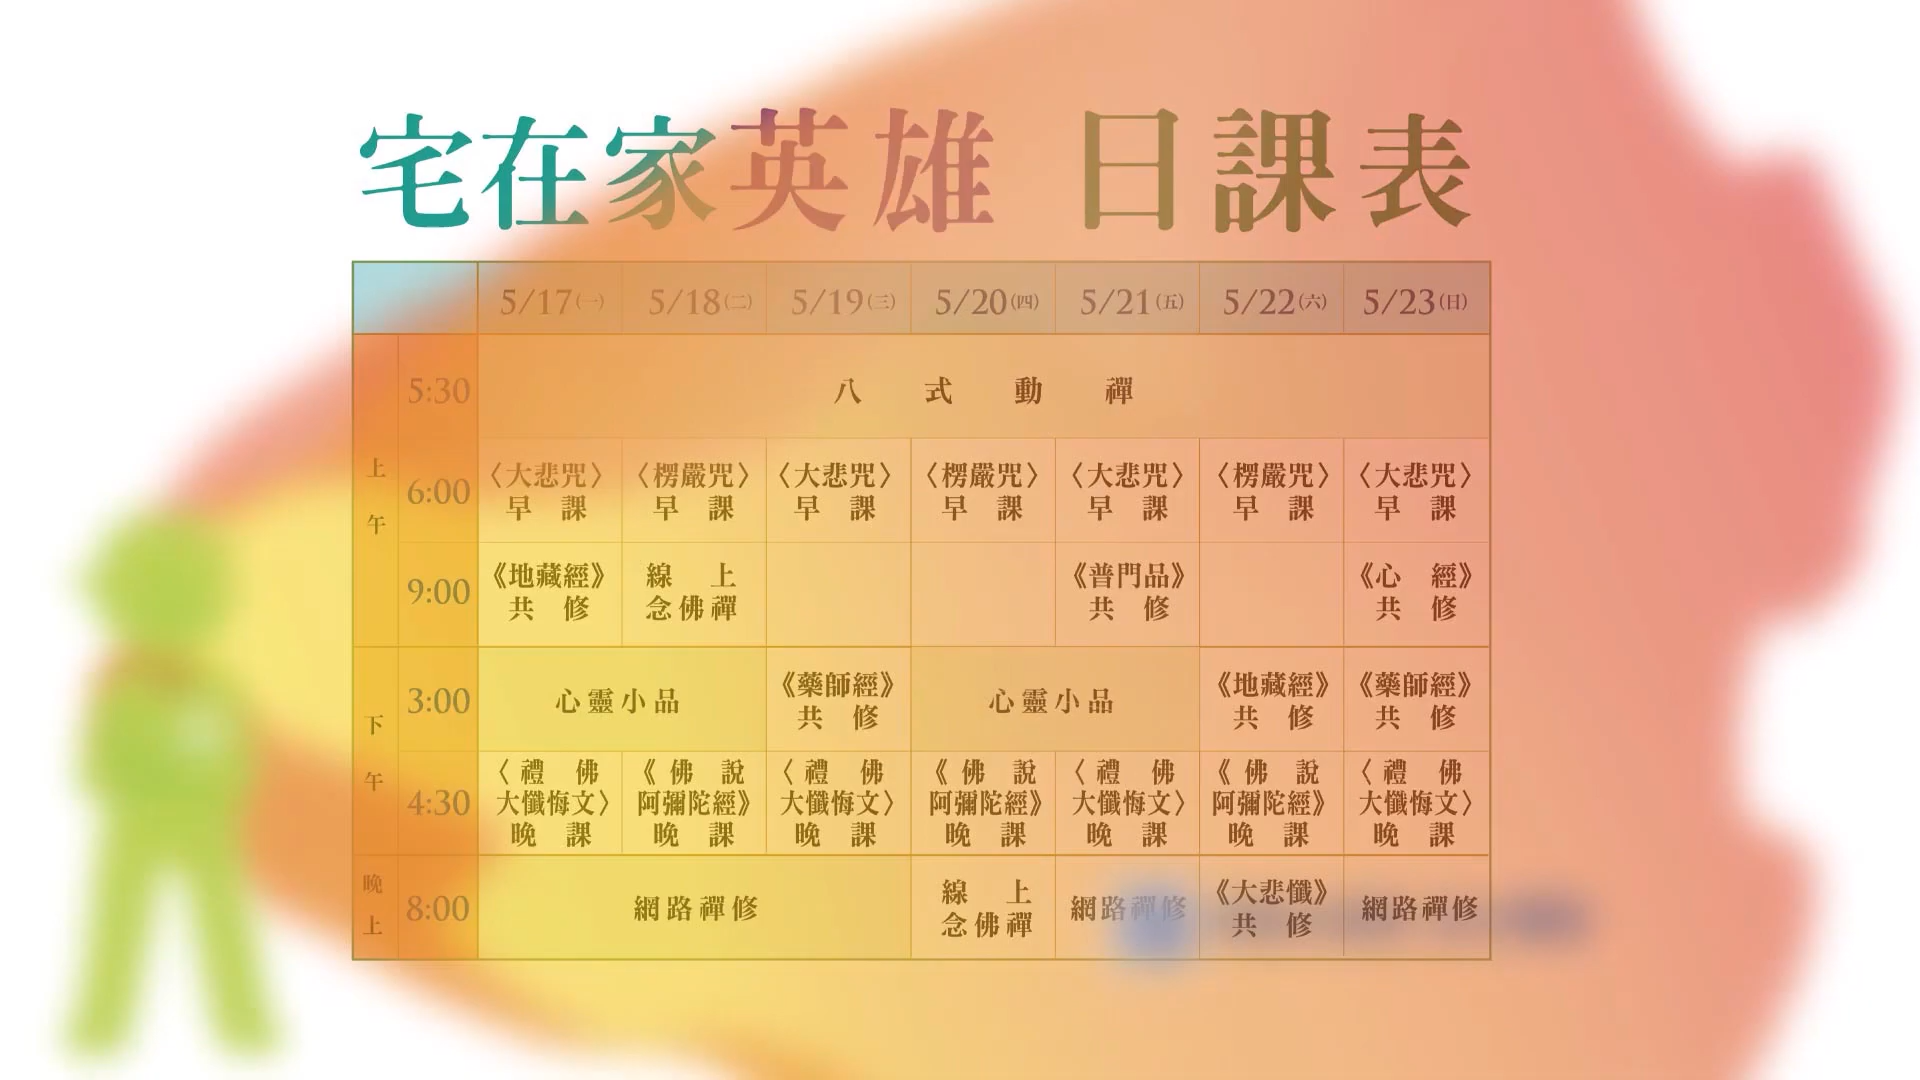 宅在家英雄 日課表
5/17(一) 5/18(二) 5/19(三) 5/20(四) 5/21(五) 5/22(六) 5/23(日)
上午
5:30 八式動禪
6:00 〈大悲咒〉早課 〈楞嚴咒〉早課 〈大悲咒〉早課 〈楞嚴咒〉早課 〈大悲咒〉早課 〈楞嚴咒〉早課 〈大悲咒〉早課
9:00 《地藏經》共修 線上念佛禪 《普門品》共修 《心經》共修
下午
3:00 心靈小品 《藥師經》共修 心靈小品 《地藏經》共修 《藥師經》共修
4:30 〈禮佛大懺悔文〉晚課 《佛說阿彌陀經》晚課 〈禮佛大懺悔文〉晚課 《佛說阿彌陀經》晚課 〈禮佛大懺悔文〉晚課 《佛說阿彌陀經》晚課 〈禮佛大懺悔文〉晚課
晚上
8:00 網路禪修 線上念佛禪 網路禪修 《大悲懺》共修 網路禪修